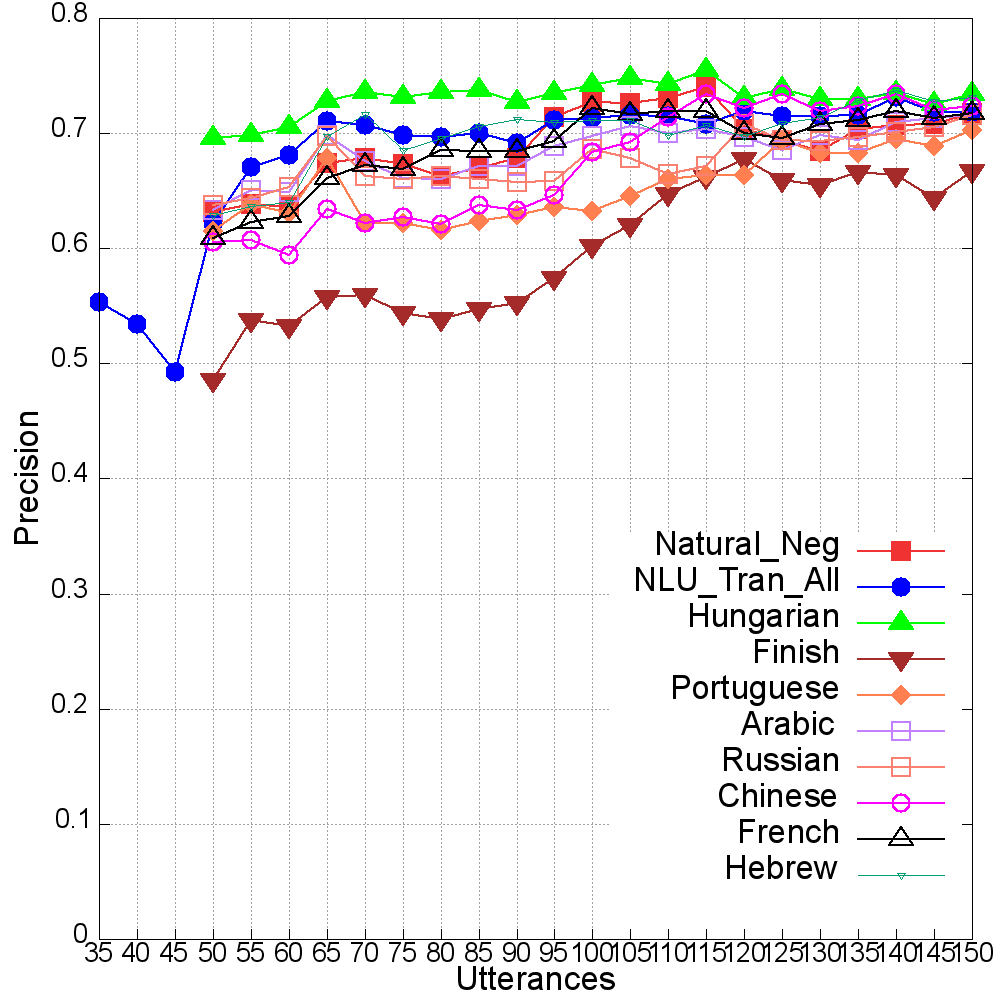 0.8
0.7
0.6
0.5
0.4
0.3
0.2
0.1
0
Precision
Natural_Neg
NLU_Tran_All
Hungarian
Finish
Portuguese
Arabic
Russian
Chinese
French
Hebrew
35 40 45 50 55 60 65 70 75 80 85 90 95 100 105 110 115 120 125 130 135 140 145 150
Utterances